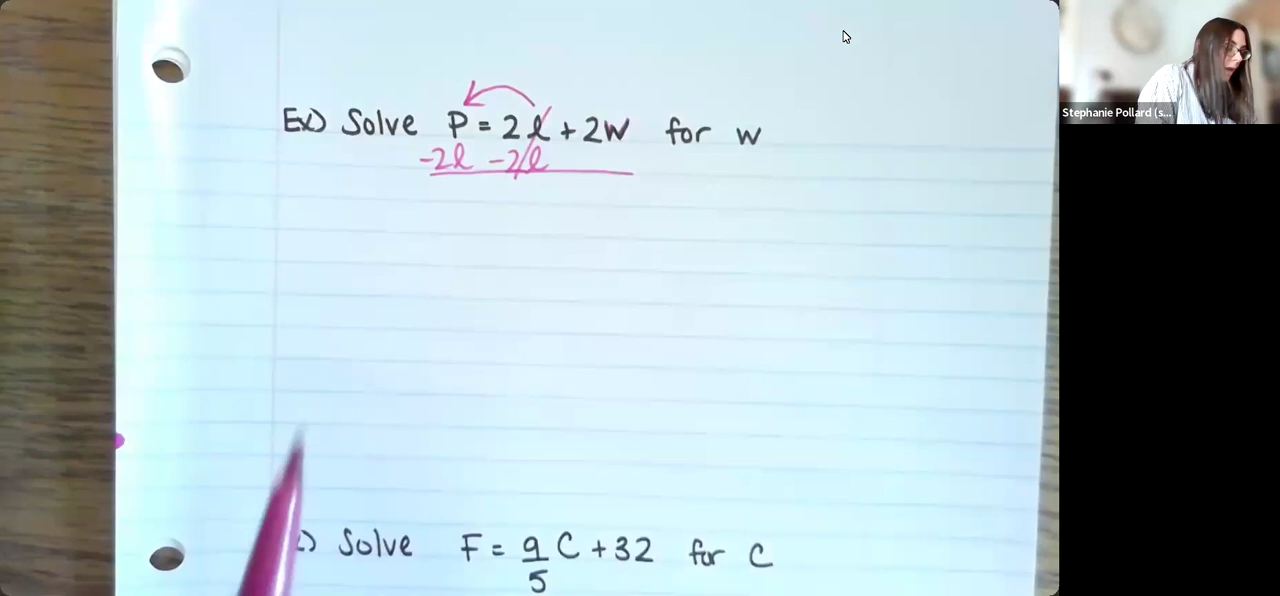 Ex) Solve P = 2l + 2w for w
-2l -2l
Stephanie Pollard (s...
) Solve F = 9/5 C + 32 for C